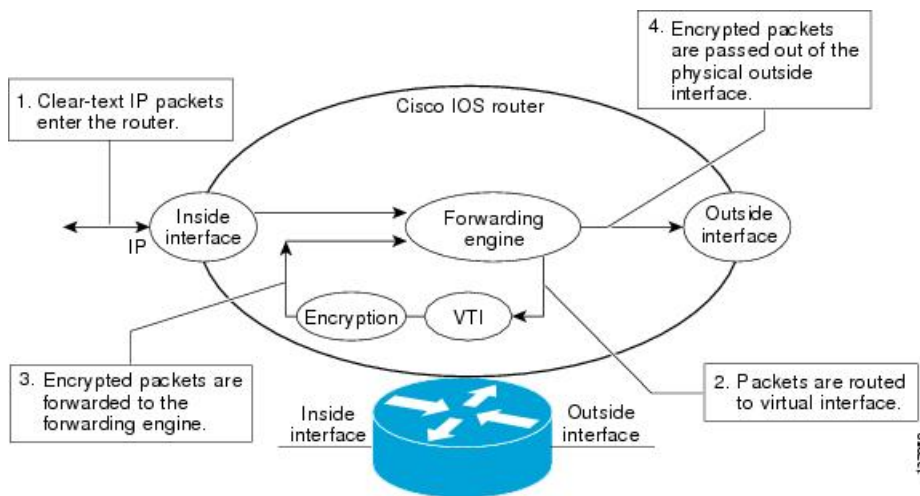 4. Encrypted packets
are passed out of the
physical outside
interface.
1. Clear-text IP packets
enter the router.
Cisco IOS router
Inside
interface
IP
Forwarding
engine
Outside
interface
Encryption
VTI
3. Encrypted packets are
forwarded to the
forwarding engine.
2. Packets are routed
to virtual interface.
Inside
interface
Outside
interface